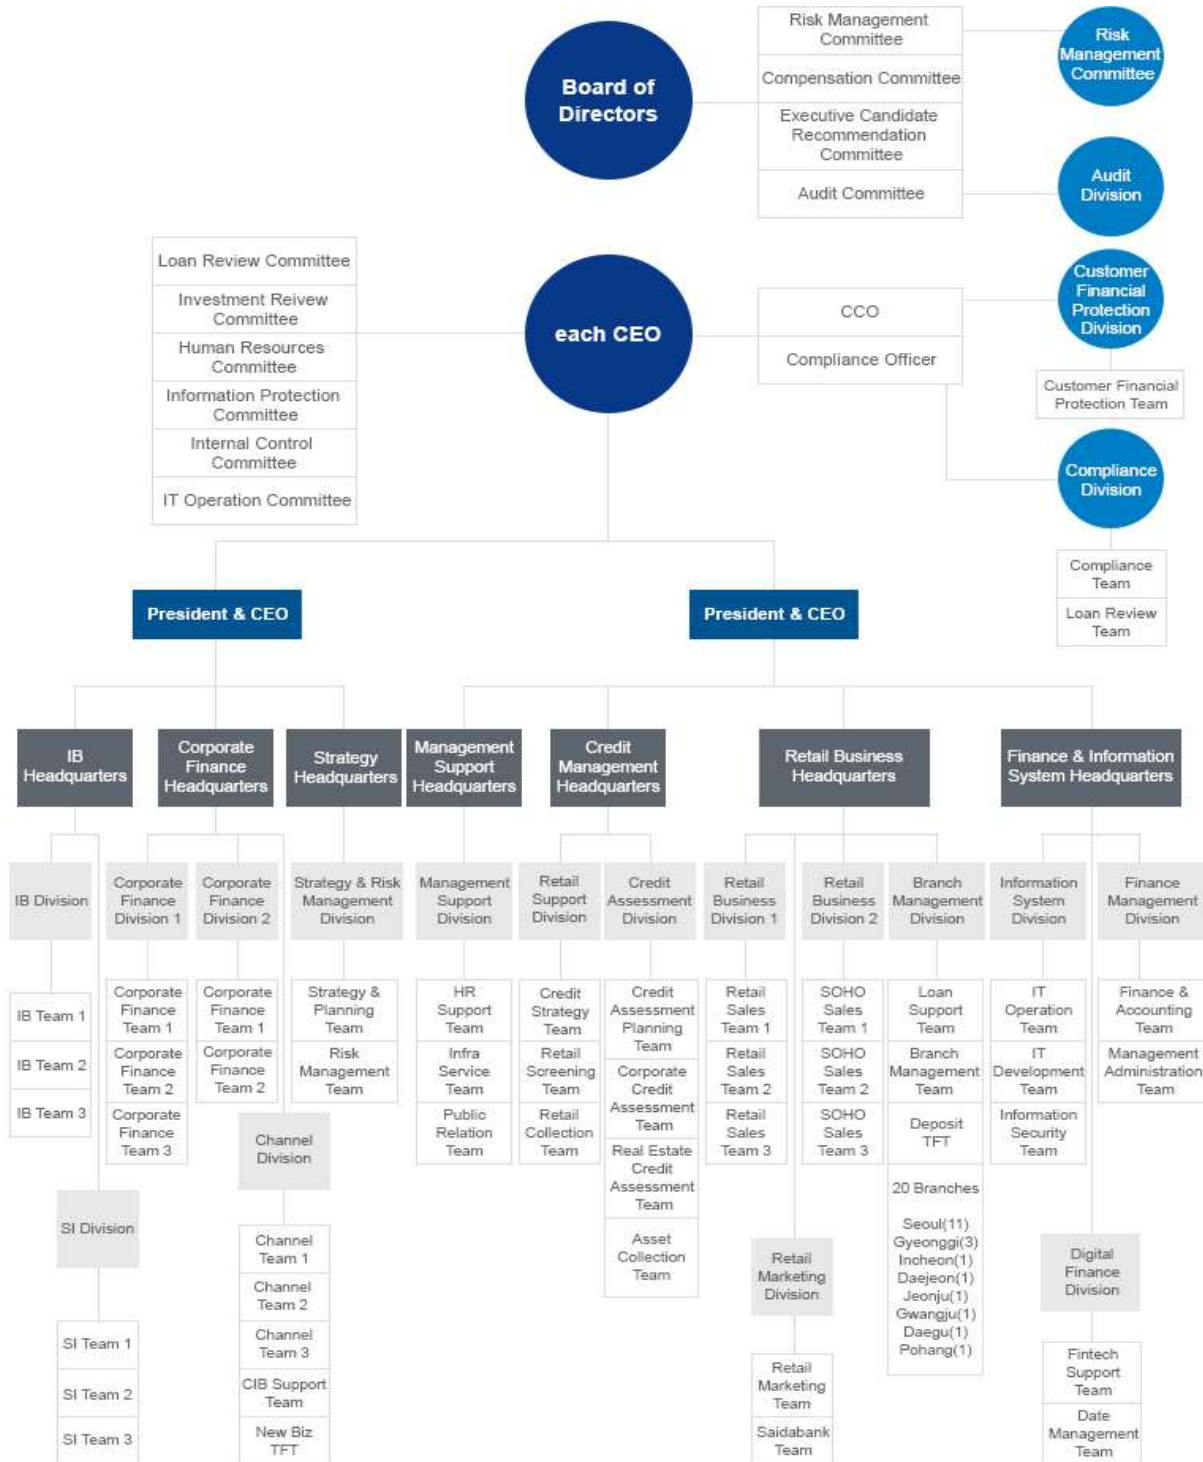 Board of
Directors
Risk Management
Committee
Compensation Committee
Executive Candidate
Recommendation
Committee
Audit Committee
Risk
Management
Committee
Audit
Division
Loan Review Committee
Investment Reivew
Committee
Human Resources
Committee
Information Protection
Committee
Internal Control
Committee
IT Operation Committee
each CEO
CCO
Compliance Officer
Customer
Financial
Protection
Division
Customer Financial
Protection Team
Compliance
Division
Compliance
Team
Loan Review
Team
President & CEO
President & CEO
IB
Headquarters
Corporate
Finance
Headquarters
Strategy
Headquarters
Management
Support
Headquarters
Credit
Management
Headquarters
Retail Business
Headquarters
Finance & Information
System Headquarters
IB Division
IB Team 1
IB Team 2
IB Team 3
SI Division
SI Team 1
SI Team 2
SI Team 3
Corporate
Finance
Division 1
Corporate
Finance
Team 1
Corporate
Finance
Team 2
Corporate
Finance
Team 3
Corporate
Finance
Division 2
Corporate
Finance
Team 1
Corporate
Finance
Team 2
Channel
Division
Channel
Team 1
Channel
Team 2
Channel
Team 3
CIB Support
Team
New Biz
TFT
Strategy & Risk
Management
Division
Strategy &
Planning
Team
Risk
Management
Team
Management
Support
Division
HR
Support
Team
Infra
Service
Team
Public
Relation
Team
Retail
Support
Division
Credit
Strategy
Team
Retail
Screening
Team
Retail
Collection
Team
Credit
Assessment
Division
Credit
Assessment
Planning
Team
Corporate
Credit
Assessment
Team
Real Estate
Credit
Assessment
Team
Asset
Collection
Team
Retail
Business
Division 1
Retail
Sales
Team 1
Retail
Sales
Team 2
Retail
Sales
Team 3
Retail
Marketing
Division
Retail
Marketing
Team
Saidabank
Team
Retail
Business
Division 2
SOHO
Sales
Team 1
SOHO
Sales
Team 2
SOHO
Sales
Team 3
Branch
Management
Division
Loan
Support
Team
Branch
Management
Team
Deposit
TFT
20 Branches
Seoul(11)
Gyeonggi(3)
Incheon(1)
Daejeon(1)
Jeonju(1)
Gwangju(1)
Daegu(1)
Pohang(1)
Information
System
Division
IT
Operation
Team
IT
Development
Team
Information
Security
Team
Finance
Management
Division
Finance &
Accounting
Team
Management
Administration
Team
Digital
Finance
Division
Fintech
Support
Team
Date
Management
Team